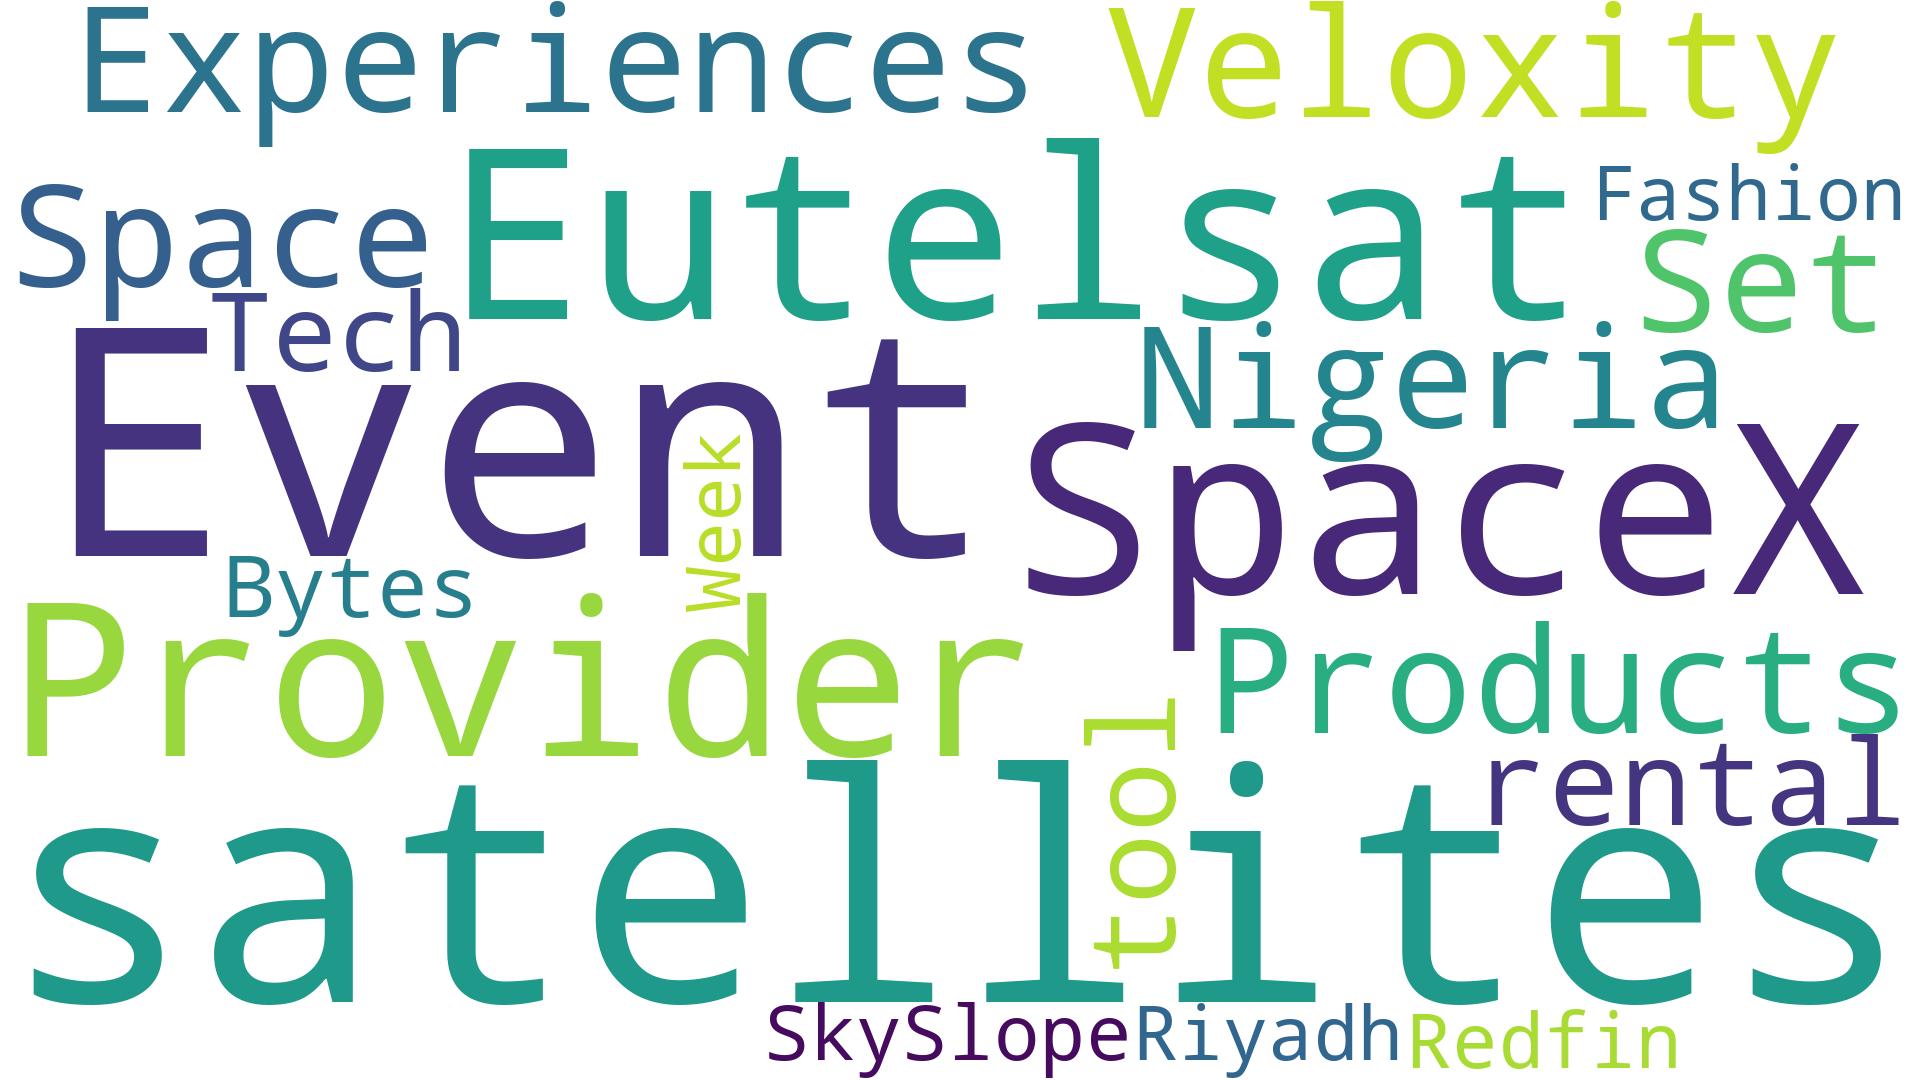 Experiences
Veloxity
Space
Eutelsat
Fashion
Set
Tech
Event
Nigeria
SpaceX
Week
Bytes
Provider
Products
tool
rental
satellites
SkySlope
Riyadh
Redfin